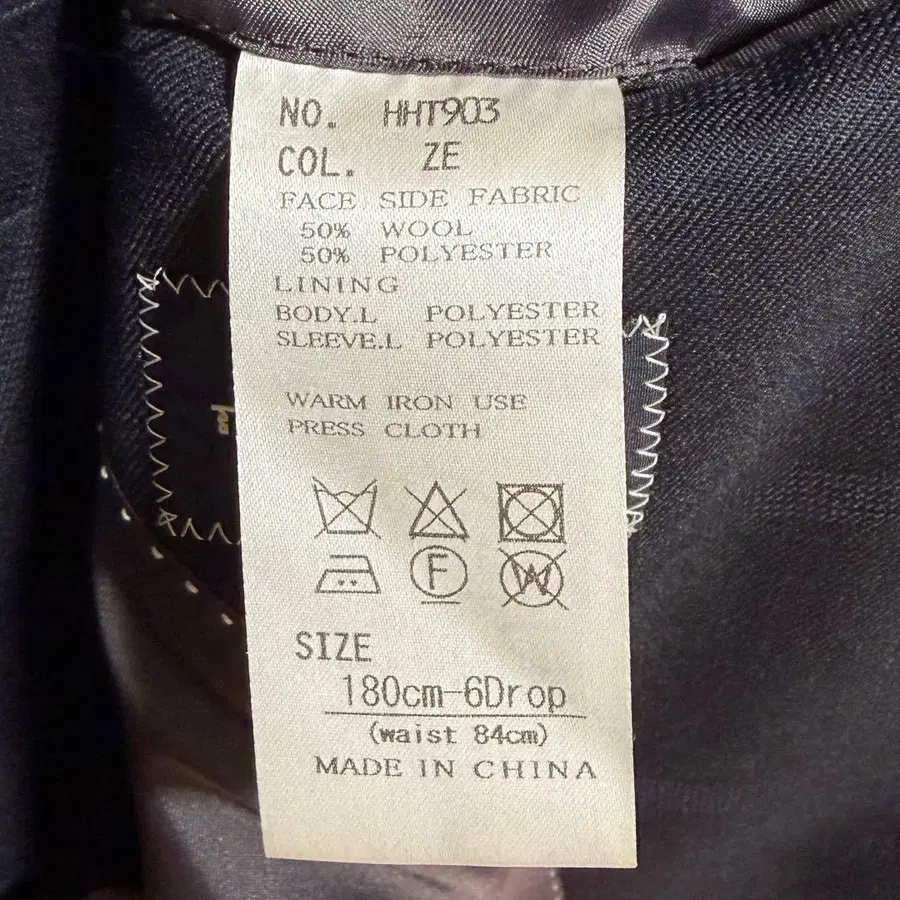 NO. HHT903
COL. ZE
FACE SIDE FABRIC
50% WOOL
50% POLYESTER
LINING
BODY.L POLYESTER
SLEEVE.L POLYESTER
WARM IRON USE
PRESS CLOTH
F
W
SIZE
180cm-6Drop
(waist 84cm)
MADE IN CHINA